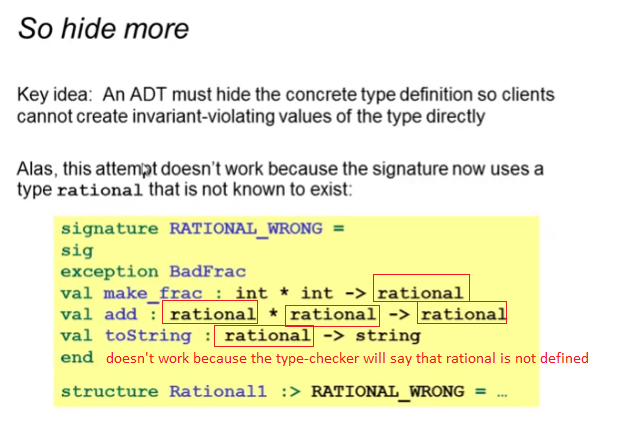 So hide more
Key idea: An ADT must hide the concrete type definition so clients
cannot create invariant-violating values of the type directly
Alas, this attempt doesn't work because the signature now uses a
type rational that is not known to exist:
signature RATIONAL_WRONG =
sig
exception BadFrac
val make_frac : int * int -> rational
val add : rational * rational -> rational
val toString : rational -> string
end doesn't work because the type-checker will say that rational is not defined
structure Rational1 :> RATIONAL_WRONG = …